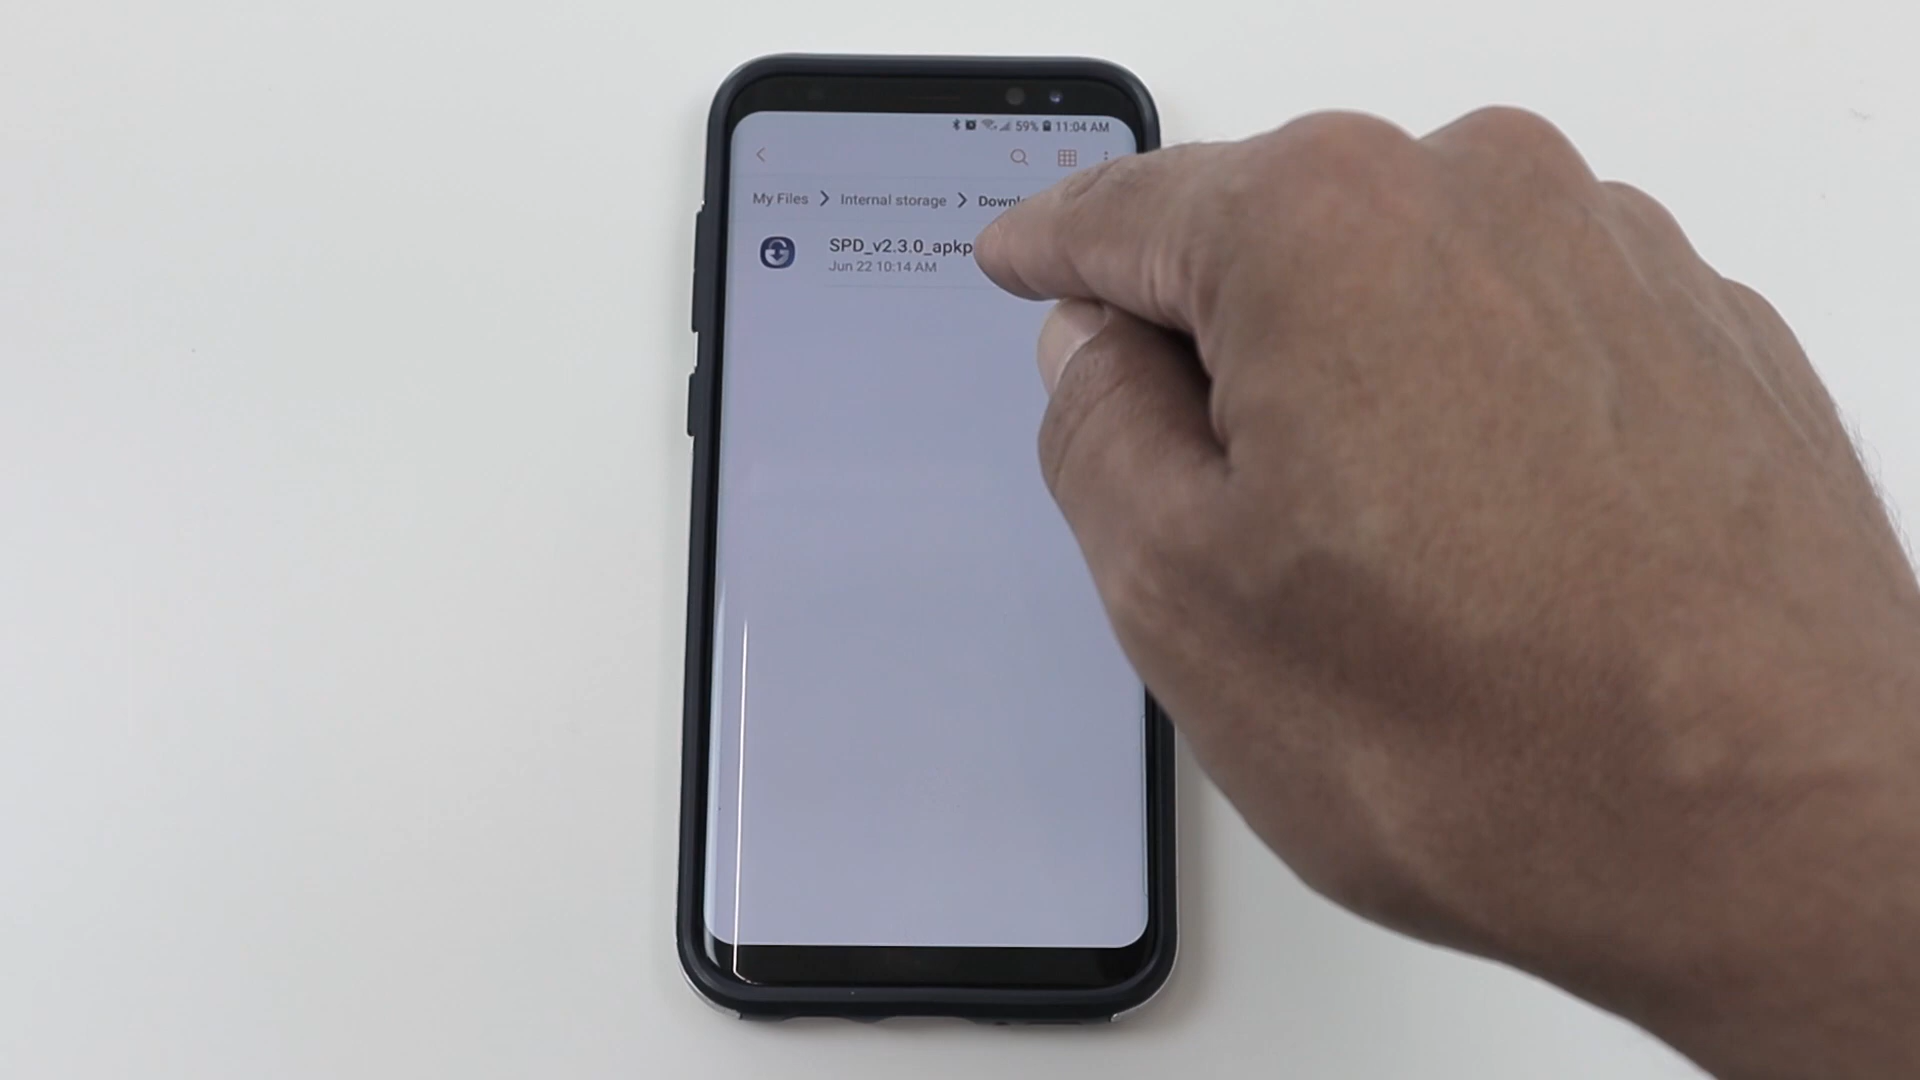 59% 11:04 AM
My Files > Internal storage > Downl
SPD_v2.3.0_apkp
Jun 22 10:14 AM